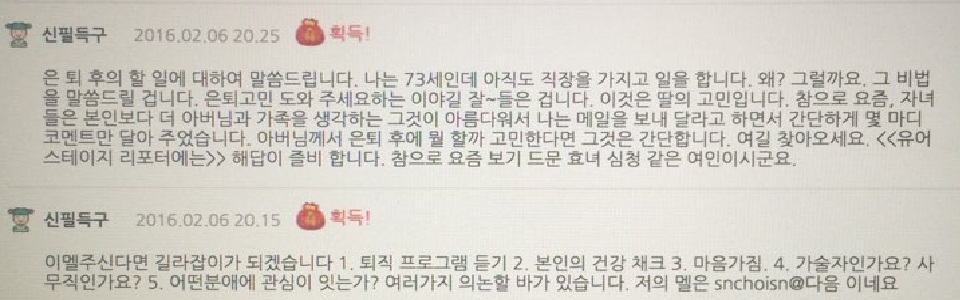 신필득구 2016.02.06 20.25 획득!
은 퇴 후의 할 일에 대하여 말씀드립니다. 나는 73세인데 아직도 직장을 가지고 일을 합니다. 왜? 그럴까요. 그 비법
을 말씀드릴 겁니다. 은퇴고민 도와 주세요하는 이야길 잘~들은 겁니다. 이것은 딸의 고민입니다. 참으로 요즘, 자녀
들은 본인보다 더 아버님과 가족을 생각하는 그것이 아름다워서 나는 메일을 보내 달라고 하면서 간단하게 몇 마디
코멘트만 달아 주었습니다. 아버님께서 은퇴 후에 뭘 할까 고민한다면 그것은 간단합니다. 여길 찾아오세요. <<유어
스테이지 리포터에는>> 해답이 즐비 합니다. 참으로 요즘 보기 드문 효녀 심청 같은 여인이시군요.
신필득구 2016.02.06 20.15 획득!
이멜주신다면 길라잡이가 되겠습니다 1. 퇴직 프로그램 듣기 2. 본인의 건강 채크 3. 마음가짐. 4. 가술자인가요? 사
무직인가요? 5. 어떤분애에 관심이 잇는가? 여러가지 의논할 바가 있습니다. 저의 멜은 snchoisn@다음 이네요